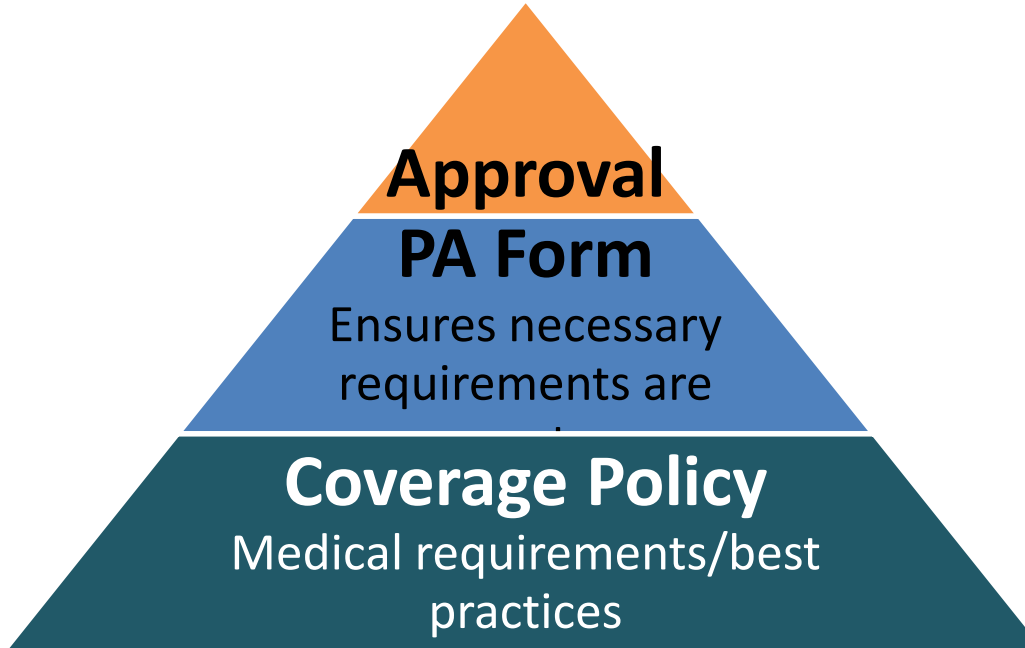 Approval
PA Form
Ensures necessary
requirements are
Coverage Policy
Medical requirements/best
practices